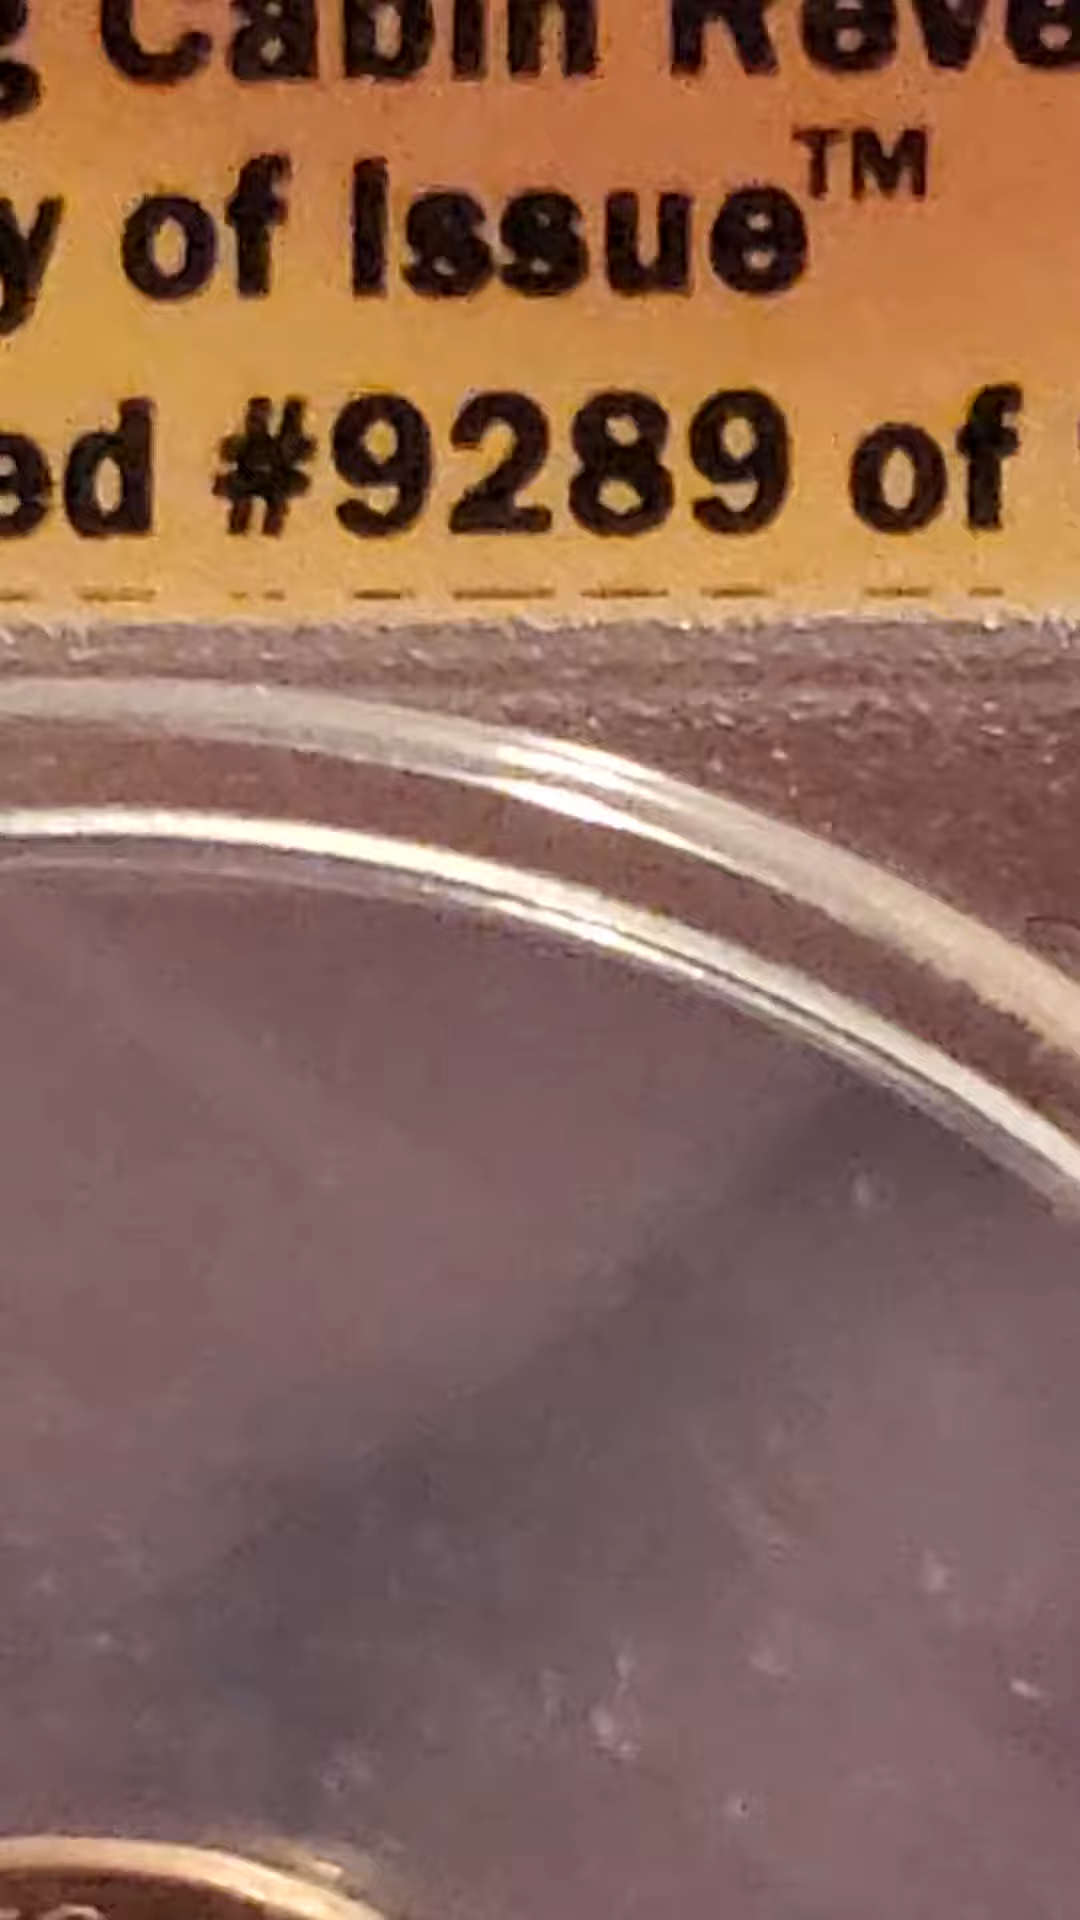 g Cabin Reve
y of Issue™
ed #9289 of